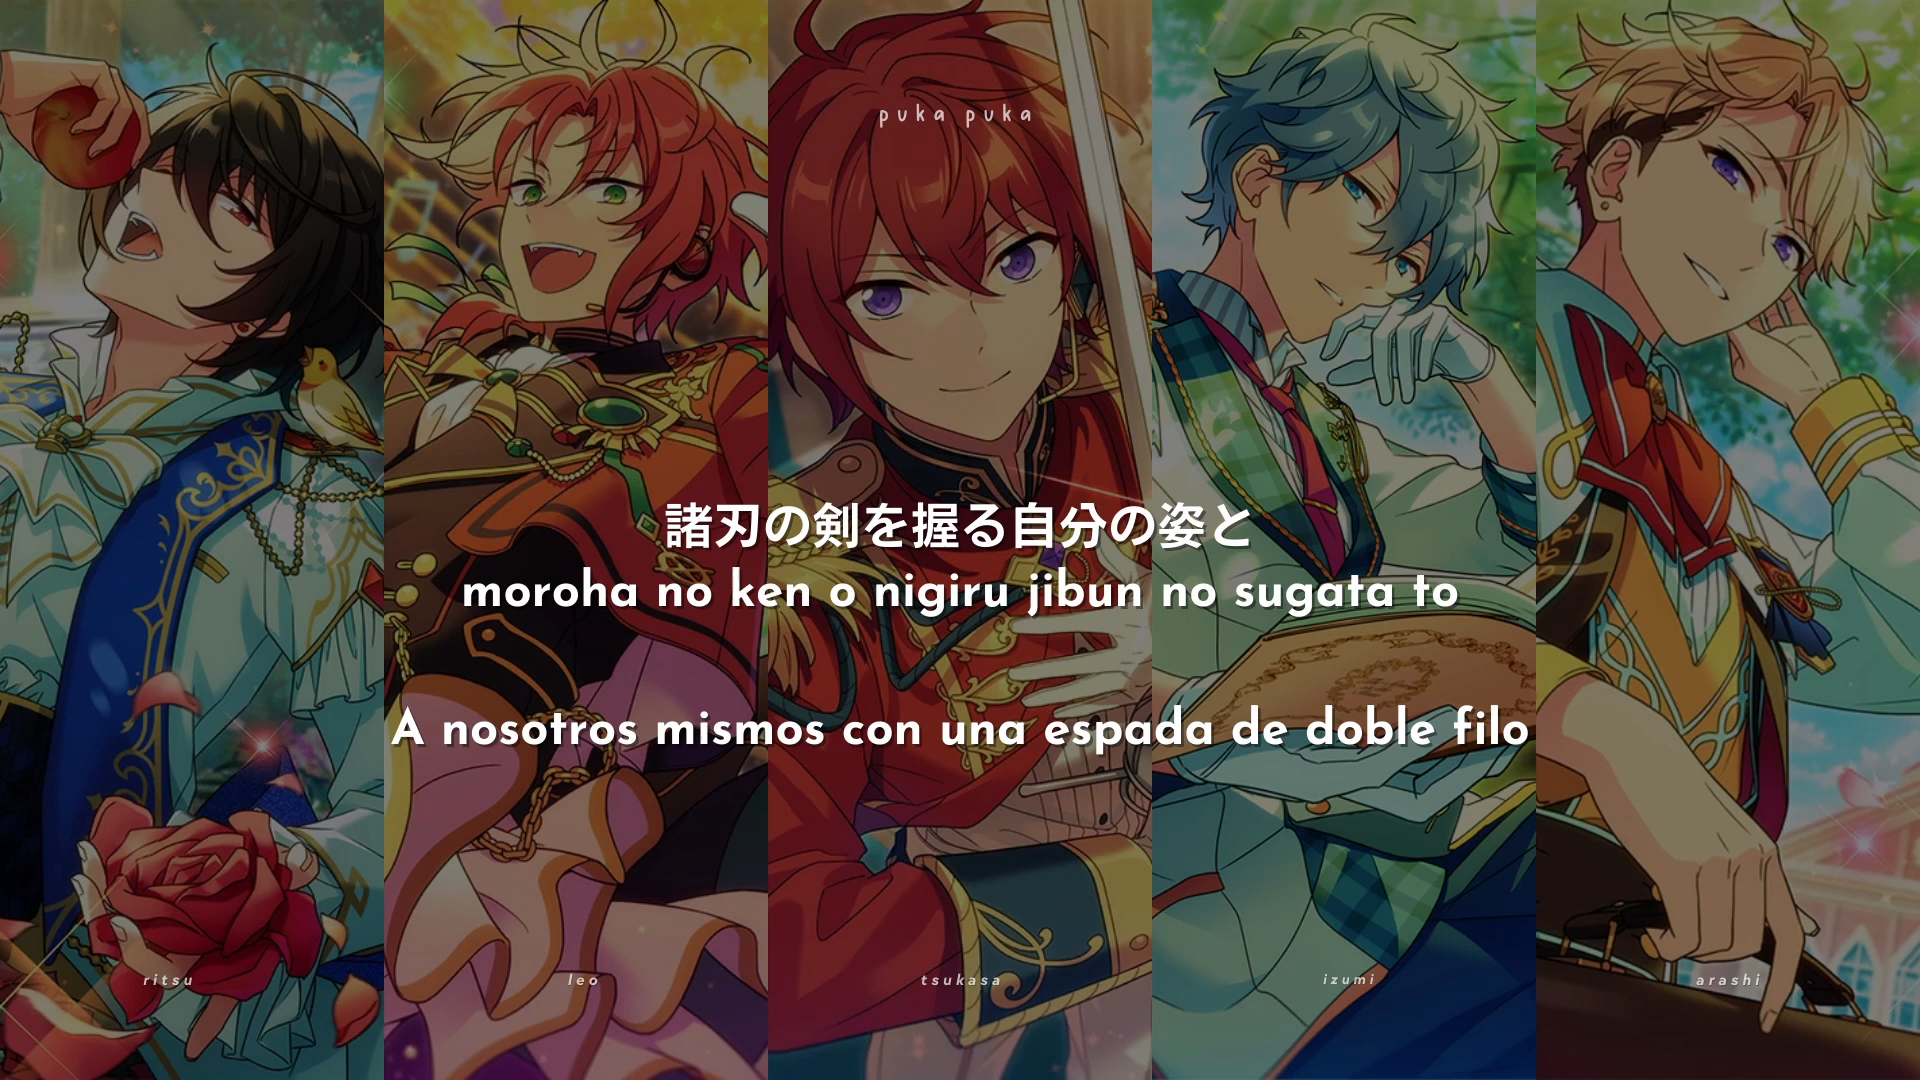 puka puka
諸刃の剣を握る自分の姿と
moroha no ken o nigiru jibun no sugata to
A nosotros mismos con una espada de doble filo
ritsu
leo
tsukasa
izumi
arashi